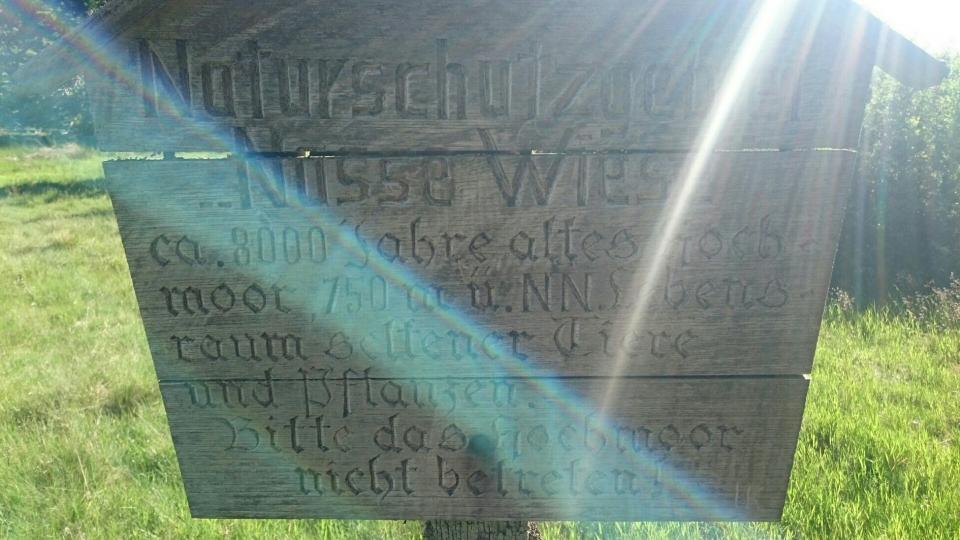 Naturschutzgebiet
„Nasse Wiese
ca. 8000 Jahre altes Hoch-
moor, 750 m ü. NN. Lebens-
raum seltener Tiere
und Pflanzen.
Bitte das Hochmoor
nicht betreten!